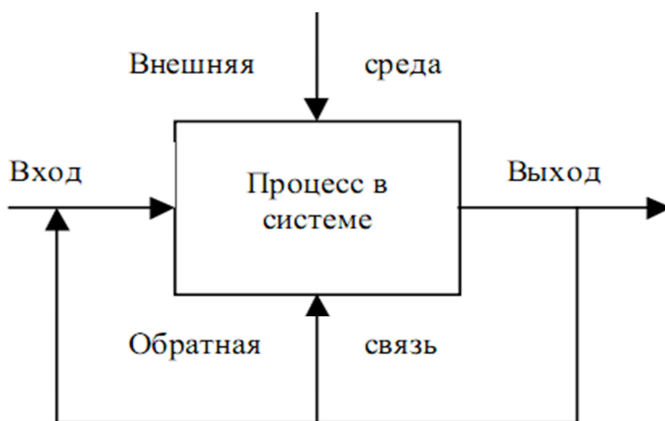 Внешняя среда
Вход
Процесс в
системе
Выход
Обратная связь